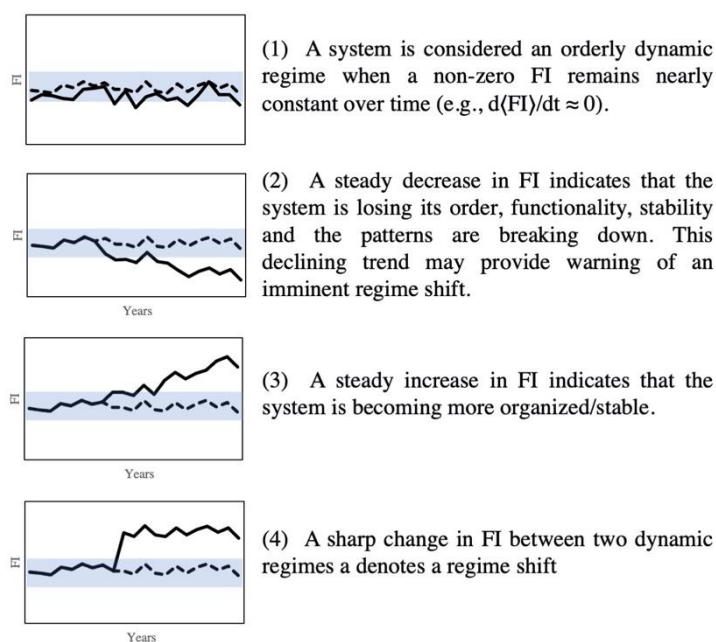 FI
(1) A system is considered an orderly dynamic
regime when a non-zero FI remains nearly
constant over time (e.g., d⟨FI⟩/dt ≈ 0).
FI
Years
(2) A steady decrease in FI indicates that the
system is losing its order, functionality, stability
and the patterns are breaking down. This
declining trend may provide warning of an
imminent regime shift.
FI
Years
(3) A steady increase in FI indicates that the
system is becoming more organized/stable.
FI
Years
(4) A sharp change in FI between two dynamic
regimes a denotes a regime shift